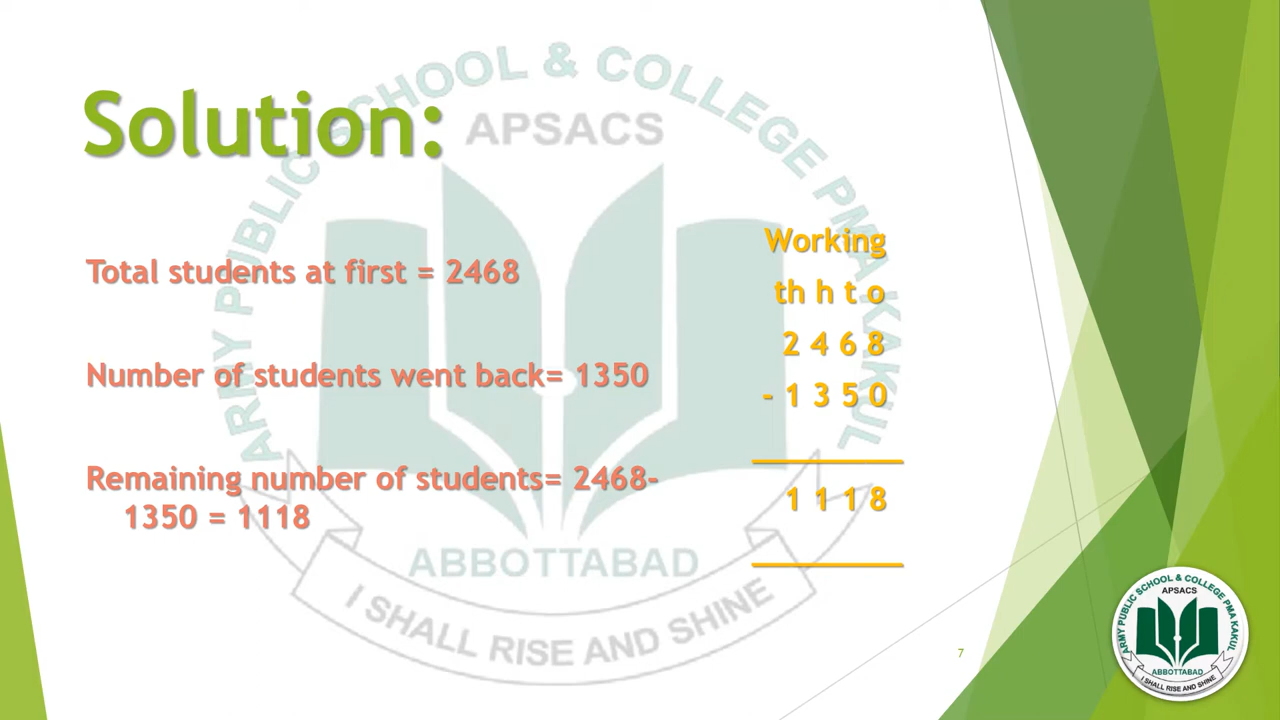 Solution:
Total students at first = 2468
Number of students went back= 1350
Remaining number of students= 2468-
1350 = 1118
Working
th h t o
2 4 6 8
- 1 3 5 0
1 1 1 8
ARMY PUBLIC SCHOOL & COLLEGE PMA KAKUL
APSACS
ABBOTTABAD
I SHALL RISE AND SHINE
7
ARMY PUBLIC SCHOOL & COLLEGE PMA KAKUL
APSACS
ABBOTTABAD
I SHALL RISE AND SHINE